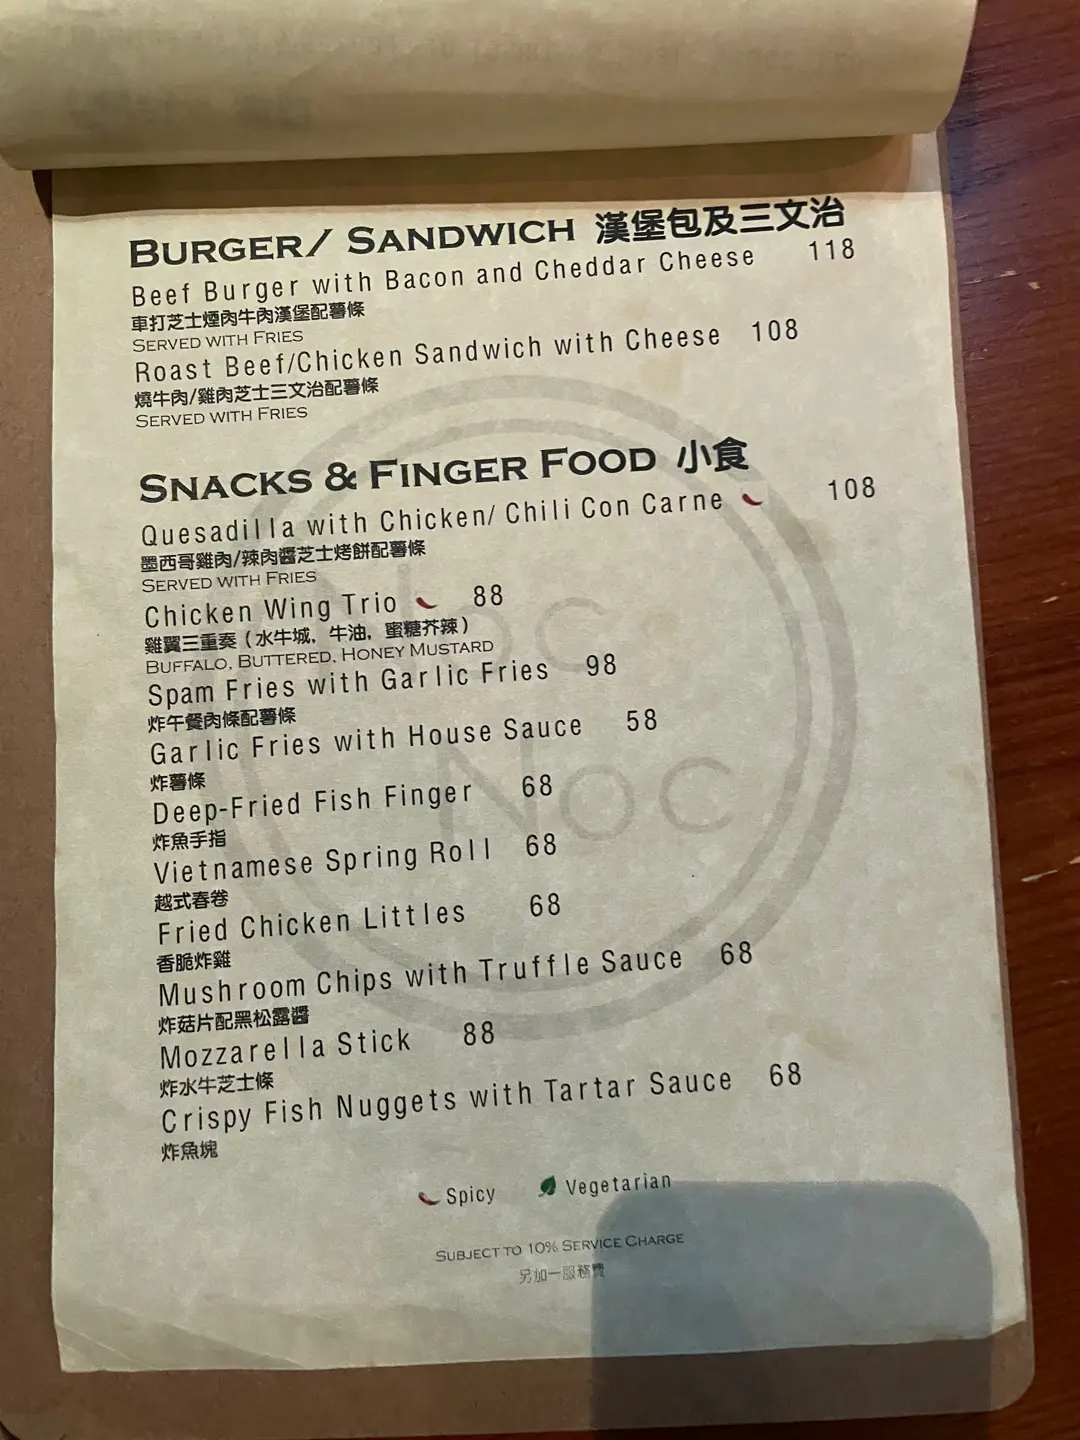 BURGER/ SANDWICH 漢堡包及三文治
Beef Burger with Bacon and Cheddar Cheese 118
車打芝士煙肉牛肉漢堡配薯條
SERVED WITH FRIES
Roast Beef/Chicken Sandwich with Cheese 108
燒牛肉/雞肉芝士三文治配薯條
SERVED WITH FRIES
SNACKS & FINGER FOOD 小食
Quesadilla with Chicken/ Chili Con Carne 108
墨西哥雞肉/辣肉醬芝士烤餅配薯條
SERVED WITH FRIES
Chicken Wing Trio 88
雞翼三重奏（水牛城，牛油，蜜糖芥辣）
BUFFALO, BUTTERED, HONEY MUSTARD
Spam Fries with Garlic Fries 98
炸午餐肉條配薯條
Garlic Fries with House Sauce 58
炸薯條
Deep-Fried Fish Finger 68
炸魚手指
Vietnamese Spring Roll 68
越式春卷
Fried Chicken Littles 68
香脆炸雞
Mushroom Chips with Truffle Sauce 68
炸菇片配黑松露醬
Mozzarella Stick 88
炸水牛芝士條
Crispy Fish Nuggets with Tartar Sauce 68
炸魚塊
Spicy Vegetarian
SUBJECT TO 10% SERVICE CHARGE
另加一服務費
Noc